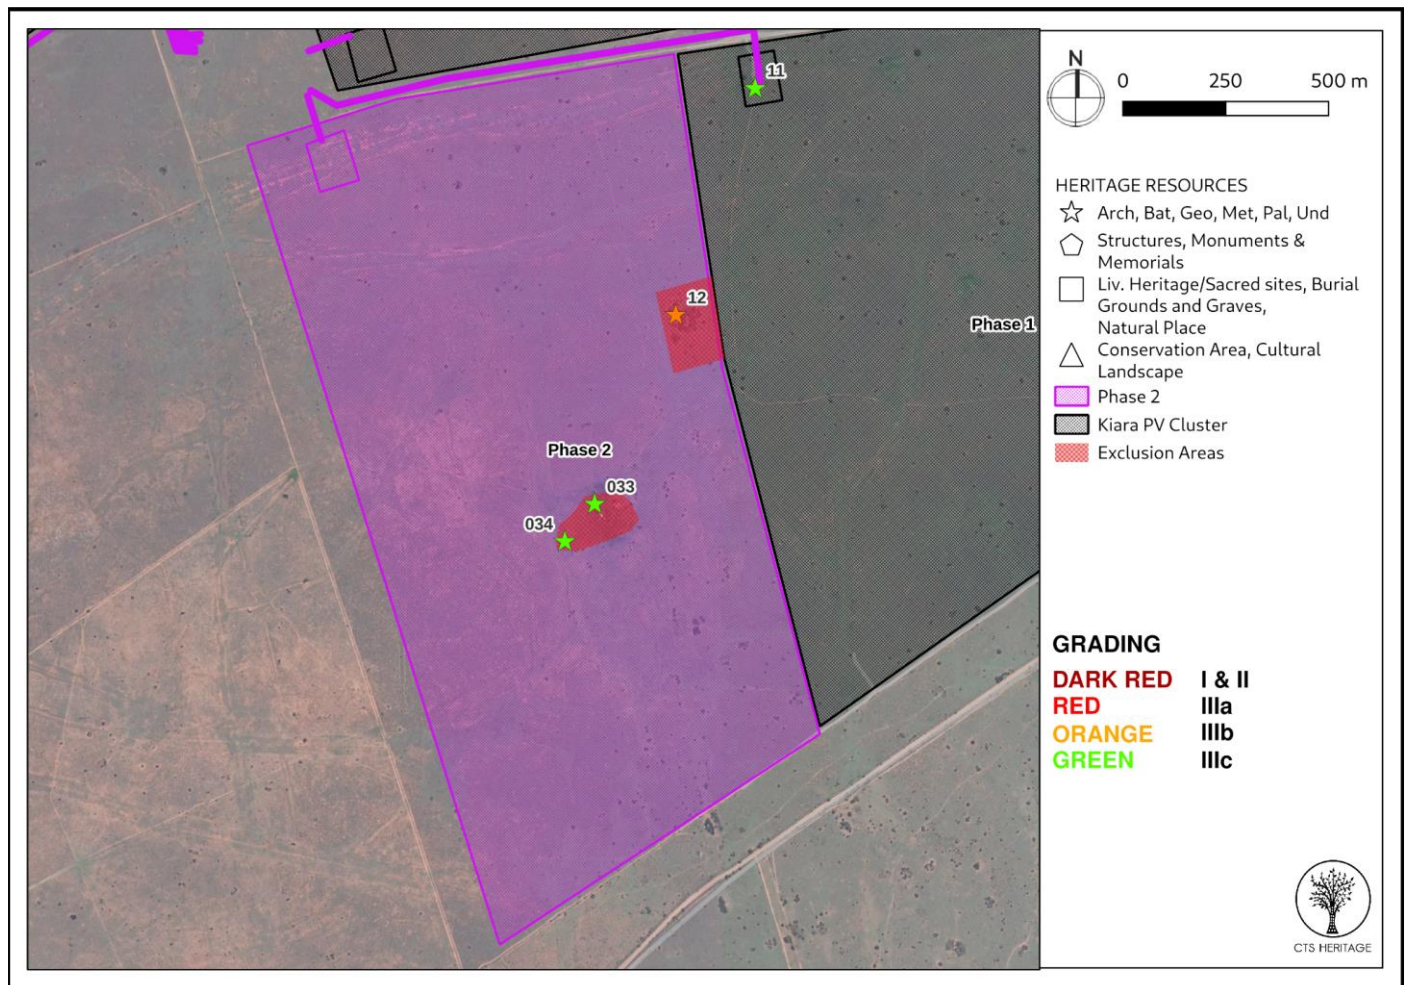 11
12
Phase 1
Phase 2
033
034
N
0 250 500 m
HERITAGE RESOURCES
Arch, Bat, Geo, Met, Pal, Und
Structures, Monuments &
Memorials
Liv. Heritage/Sacred sites, Burial
Grounds and Graves,
Natural Place
Conservation Area, Cultural
Landscape
Phase 2
Kiara PV Cluster
Exclusion Areas
GRADING
DARK RED I & II
RED IIIa
ORANGE IIIb
GREEN IIIc
CTS HERITAGE